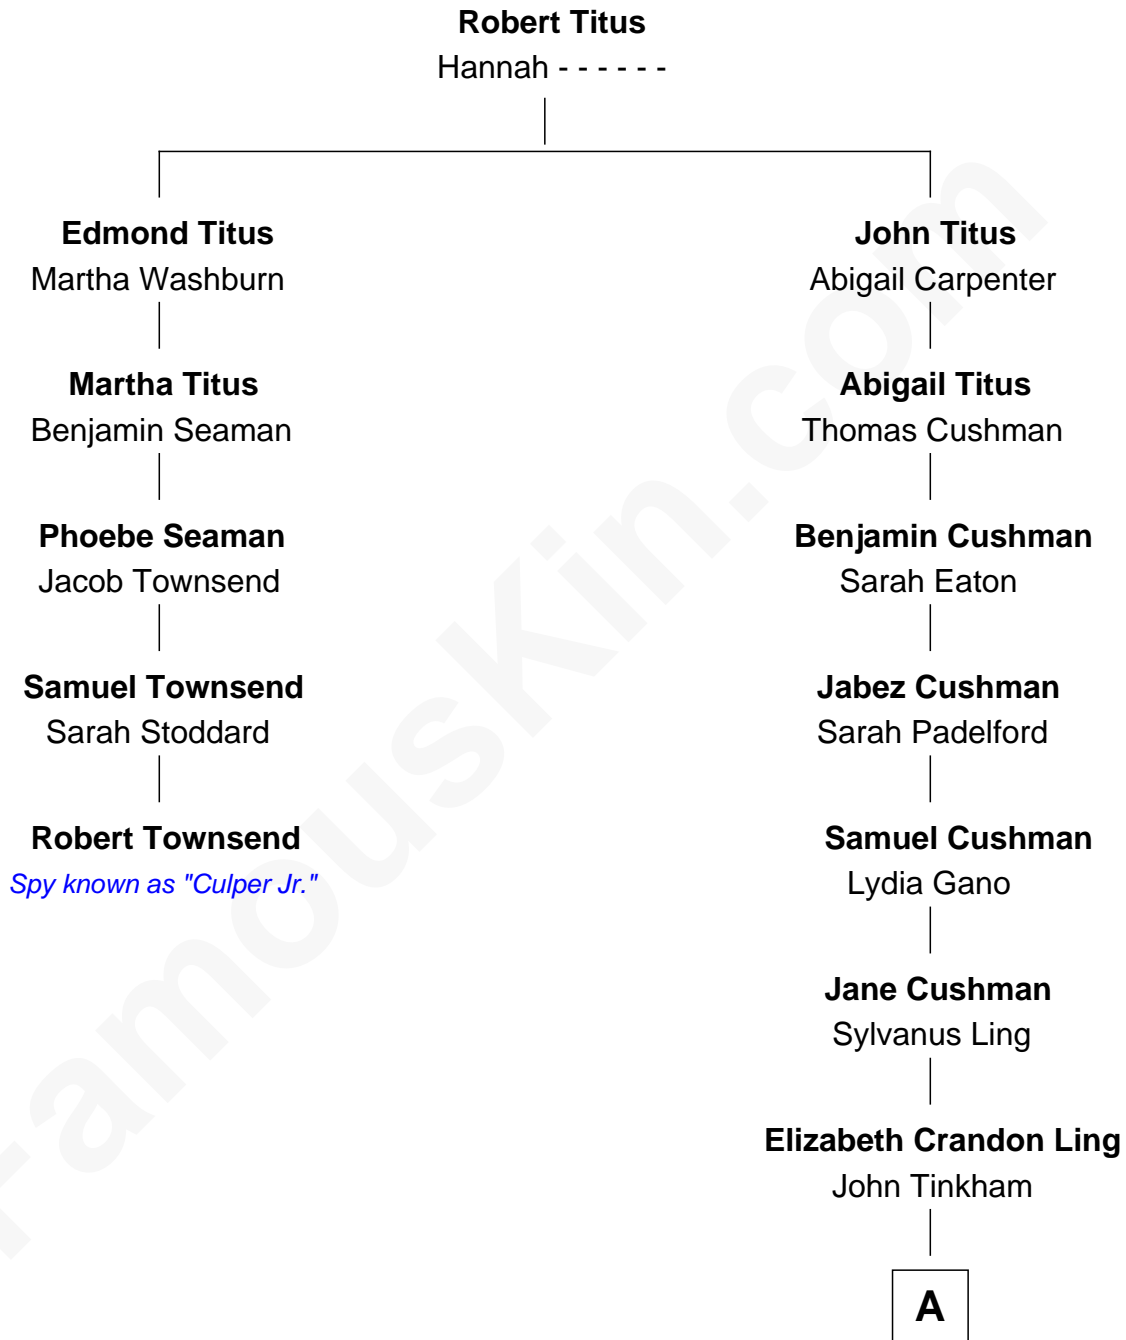 Robert Titus
Hannah - - - - - -
Edmond Titus
Martha Washburn
John Titus
Abigail Carpenter
Martha Titus
Benjamin Seaman
Abigail Titus
Thomas Cushman
Phoebe Seaman
Jacob Townsend
Benjamin Cushman
Sarah Eaton
Samuel Townsend
Sarah Stoddard
Jabez Cushman
Sarah Padelford
Robert Townsend
Spy known as "Culper Jr."
Samuel Cushman
Lydia Gano
Jane Cushman
Sylvanus Ling
Elizabeth Crandon Ling
John Tinkham
A
FamousKin.com